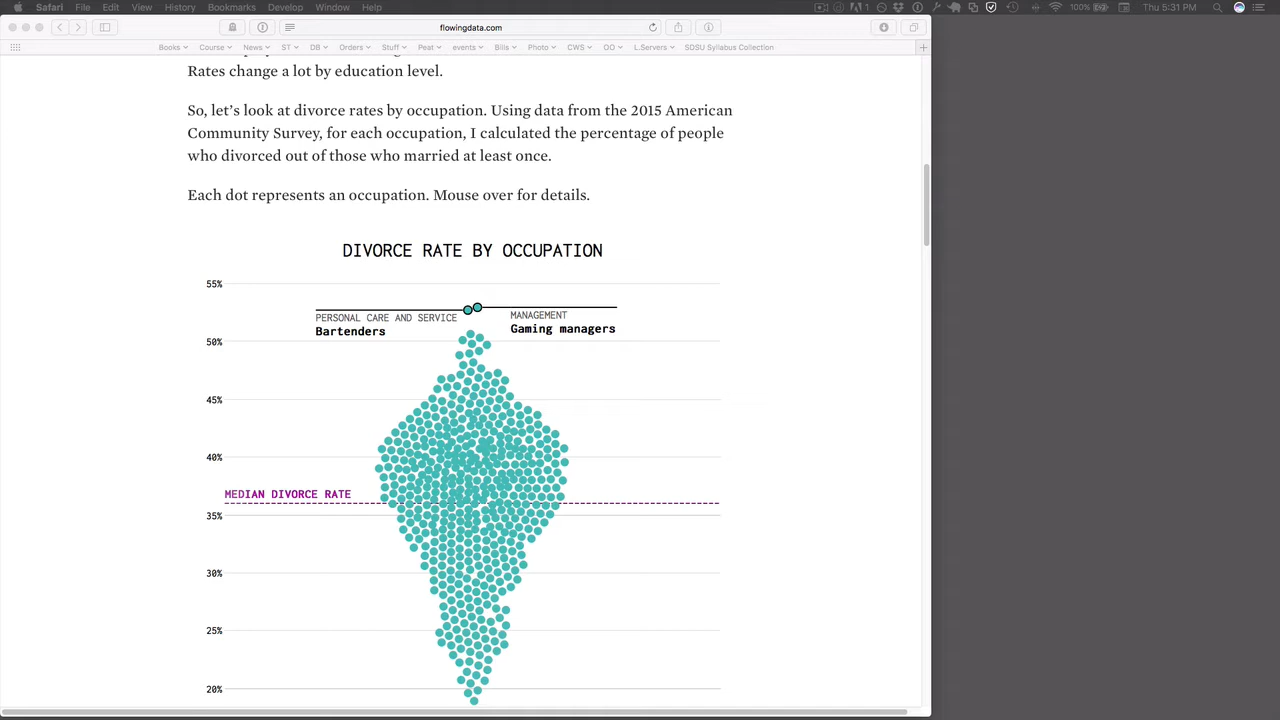 Safari File Edit View History Bookmarks Develop Window Help 1 100% Thu 5:31 PM
flowingdata.com
Books Course News ST DB Orders Stuff Peat events Bills Photo CWS OO L.Servers SDSU Syllabus Collection
Rates change a lot by education level.
So, let's look at divorce rates by occupation. Using data from the 2015 American
Community Survey, for each occupation, I calculated the percentage of people
who divorced out of those who married at least once.
Each dot represents an occupation. Mouse over for details.
DIVORCE RATE BY OCCUPATION
55%
PERSONAL CARE AND SERVICE
Bartenders
MANAGEMENT
Gaming managers
50%
45%
40%
MEDIAN DIVORCE RATE
35%
30%
25%
20%